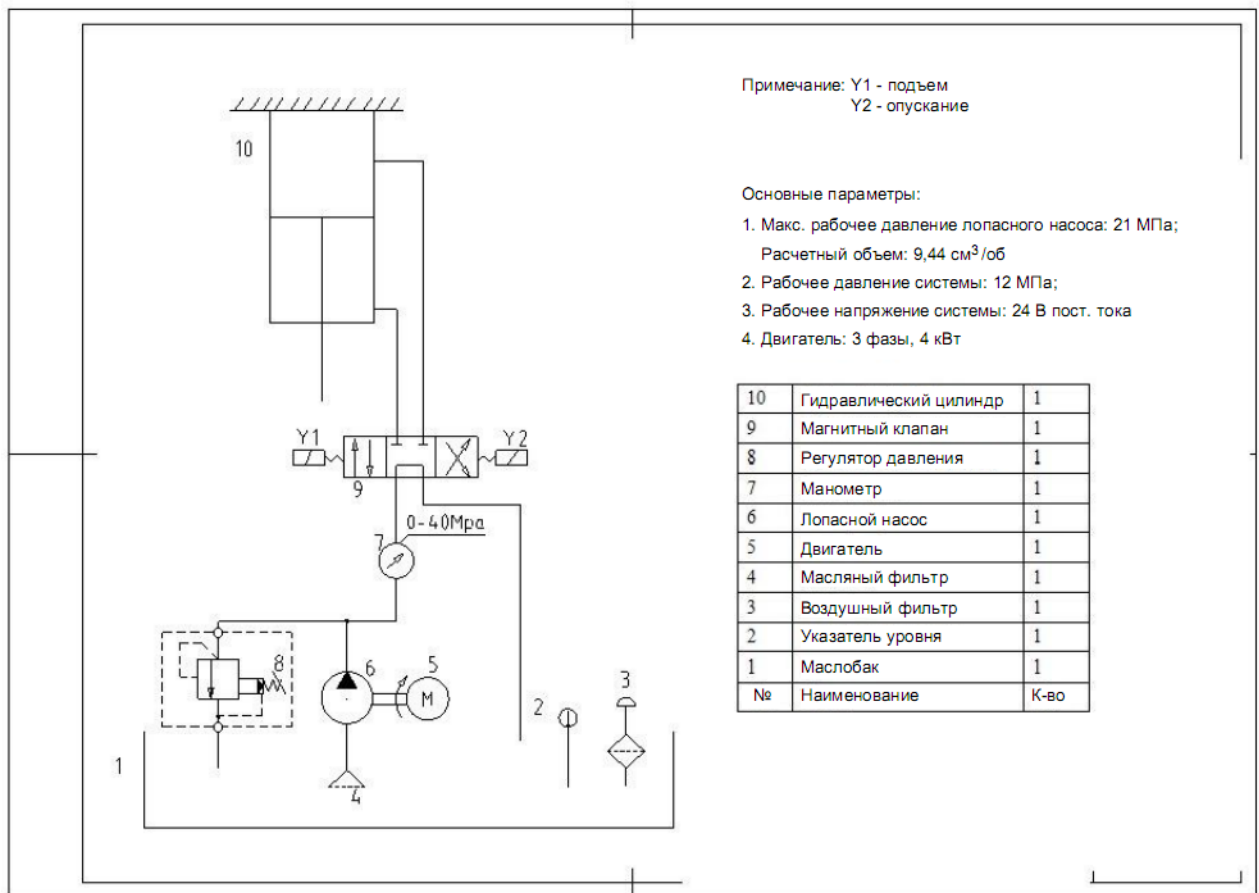 Примечание: Y1 - подъем
Y2 - опускание
10
Основные параметры:
1. Макс. рабочее давление лопасного насоса: 21 МПа;
Расчетный объем: 9,44 см³/об
2. Рабочее давление системы: 12 МПа;
3. Рабочее напряжение системы: 24 В пост. тока
4. Двигатель: 3 фазы, 4 кВт
Y1
Y2
9
0-40Mpa
7
8
6
5
M
3
2
1
4
10 Гидравлический цилиндр 1
9 Магнитный клапан 1
8 Регулятор давления 1
7 Манометр 1
6 Лопасной насос 1
5 Двигатель 1
4 Масляный фильтр 1
3 Воздушный фильтр 1
2 Указатель уровня 1
1 Маслобак 1
№ Наименование К-во